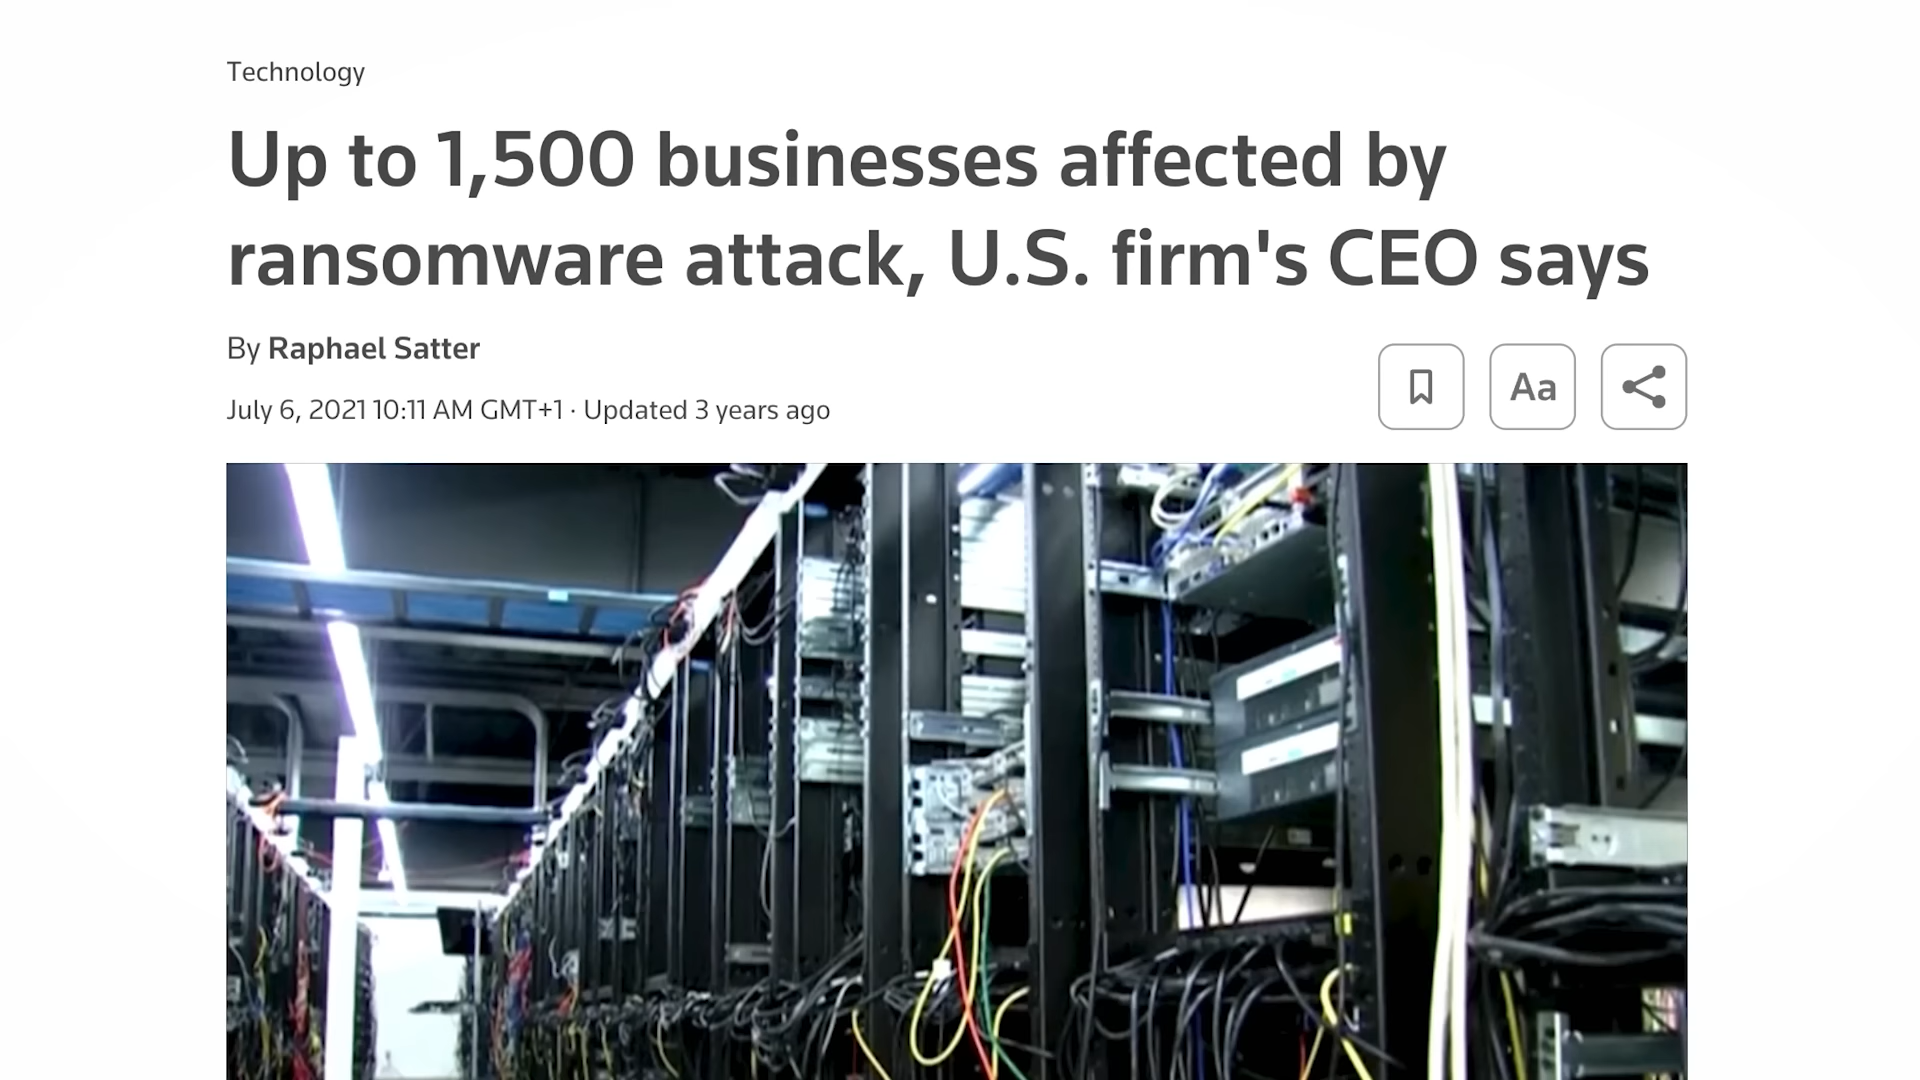 Technology
Up to 1,500 businesses affected by
ransomware attack, U.S. firm's CEO says
By Raphael Satter
July 6, 2021 10:11 AM GMT+1 · Updated 3 years ago
Aa